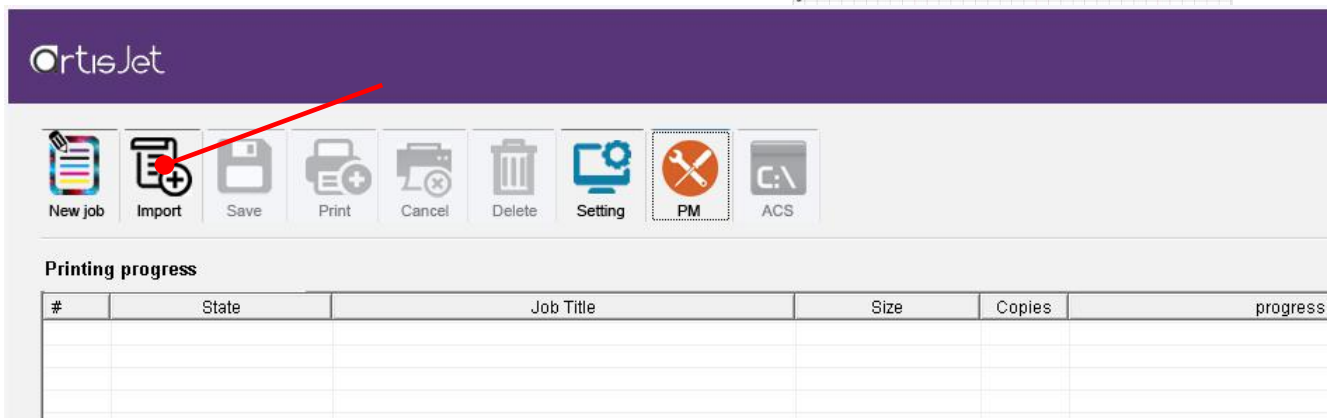 artisJet
New job Import Save Print Cancel Delete Setting PM C:\ ACS
Printing progress
# State Job Title Size Copies progress